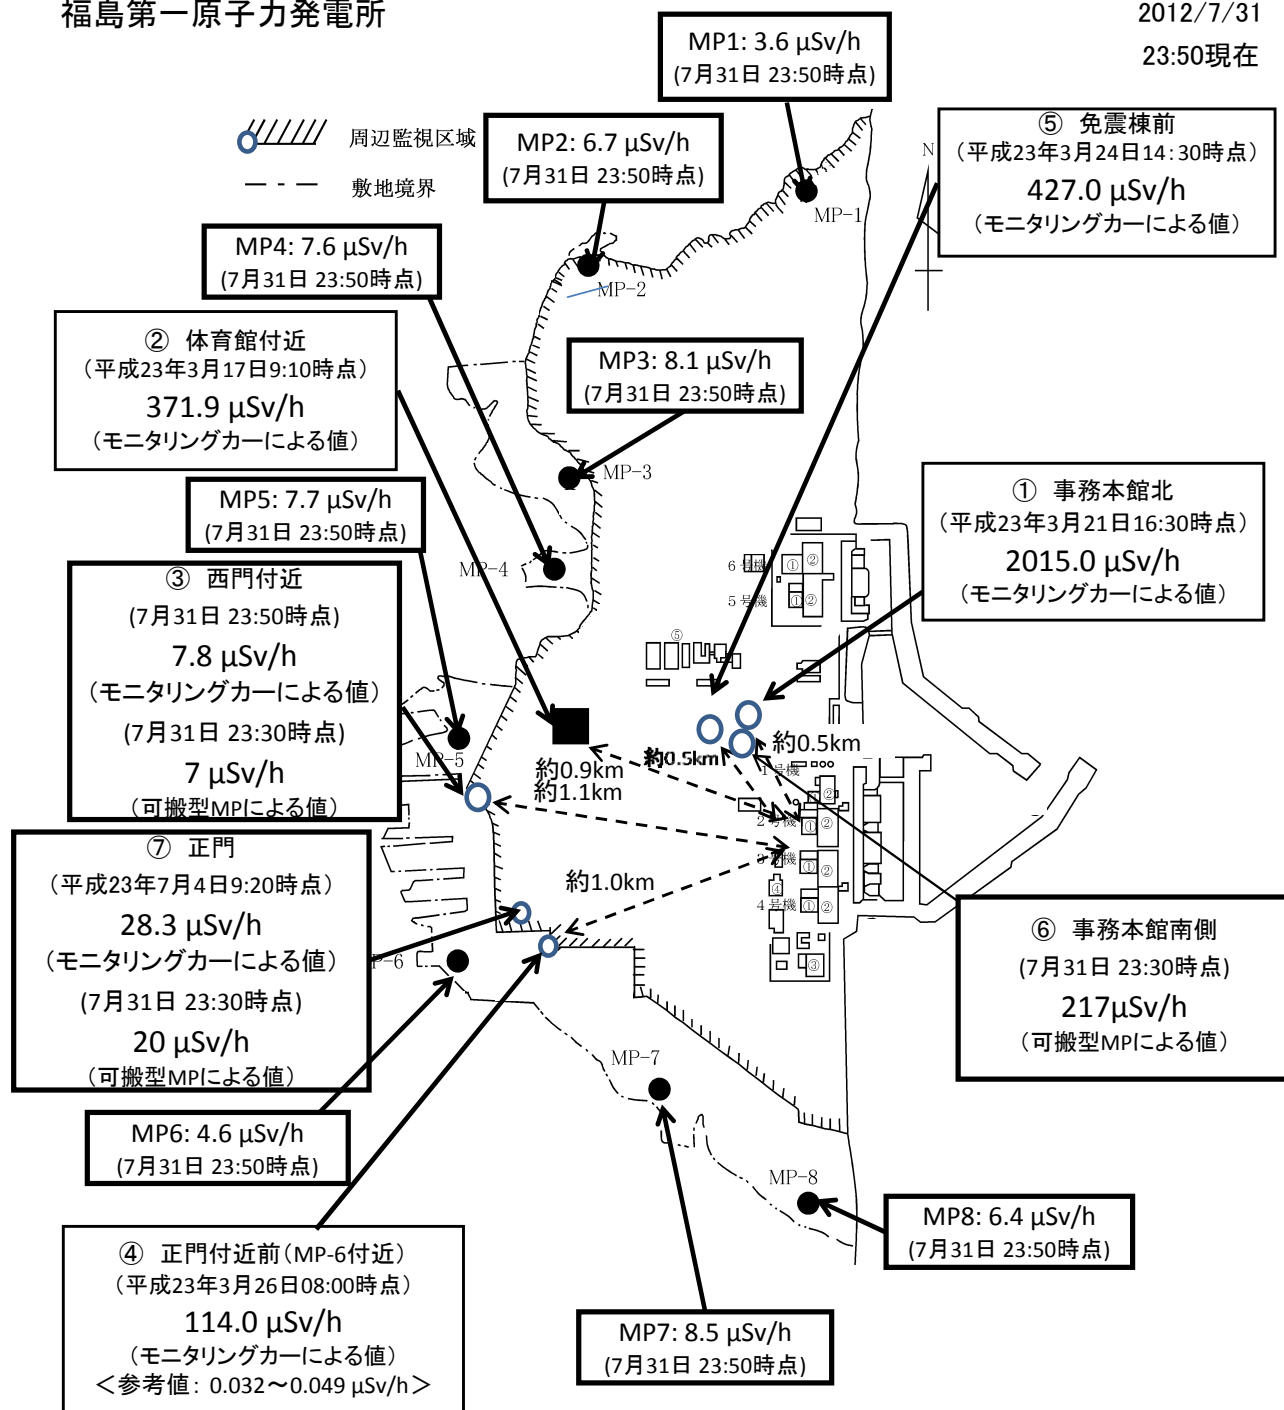 福島第一原子力発電所
2012/7/31
23:50現在
MP1: 3.6 μSv/h
(7月31日 23:50時点)
周辺監視区域
敷地境界
MP2: 6.7 μSv/h
(7月31日 23:50時点)
⑤ 免震棟前
（平成23年3月24日14:30時点）
427.0 μSv/h
（モニタリングカーによる値）
N
MP-1
MP4: 7.6 μSv/h
(7月31日 23:50時点)
MP-2
② 体育館付近
（平成23年3月17日9:10時点）
371.9 μSv/h
（モニタリングカーによる値）
MP3: 8.1 μSv/h
(7月31日 23:50時点)
MP-3
MP5: 7.7 μSv/h
(7月31日 23:50時点)
① 事務本館北
（平成23年3月21日16:30時点）
2015.0 μSv/h
（モニタリングカーによる値）
MP-4
6号機
① ②
5号機
① ②
⑤
③ 西門付近
(7月31日 23:50時点)
7.8 μSv/h
（モニタリングカーによる値）
(7月31日 23:30時点)
7 μSv/h
（可搬型MPによる値）
MP-5
約0.9km
約1.1km
約0.5km
約0.5km
1号機
① ②
2号機
① ②
3号機
① ②
④
4号機
① ②
③
約1.0km
⑦ 正門
（平成23年7月4日9:20時点）
28.3 μSv/h
（モニタリングカーによる値）
(7月31日 23:30時点)
20 μSv/h
（可搬型MPによる値）
P-6
⑥ 事務本館南側
(7月31日 23:30時点)
217μSv/h
（可搬型MPによる値）
MP-7
MP6: 4.6 μSv/h
(7月31日 23:50時点)
MP-8
MP8: 6.4 μSv/h
(7月31日 23:50時点)
④ 正門付近前（MP-6付近）
（平成23年3月26日08:00時点）
114.0 μSv/h
（モニタリングカーによる値）
＜参考値：0.032～0.049 μSv/h＞
MP7: 8.5 μSv/h
(7月31日 23:50時点)